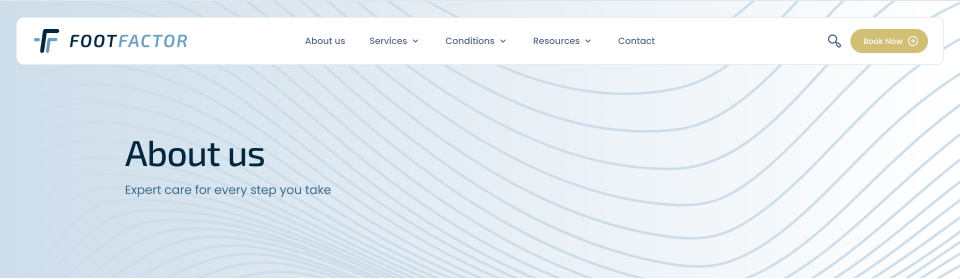 FOOTFACTOR
About us
Services
Conditions
Resources
Contact
Book Now
About us
Expert care for every step you take